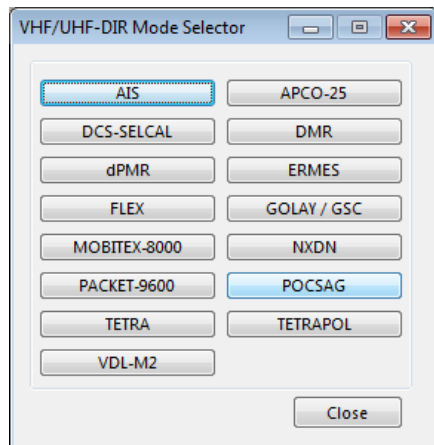 VHF/UHF-DIR Mode Selector
AIS APCO-25
DCS-SELCAL DMR
dPMR ERMES
FLEX GOLAY / GSC
MOBITEX-8000 NXDN
PACKET-9600 POCSAG
TETRA TETRAPOL
VDL-M2
Close